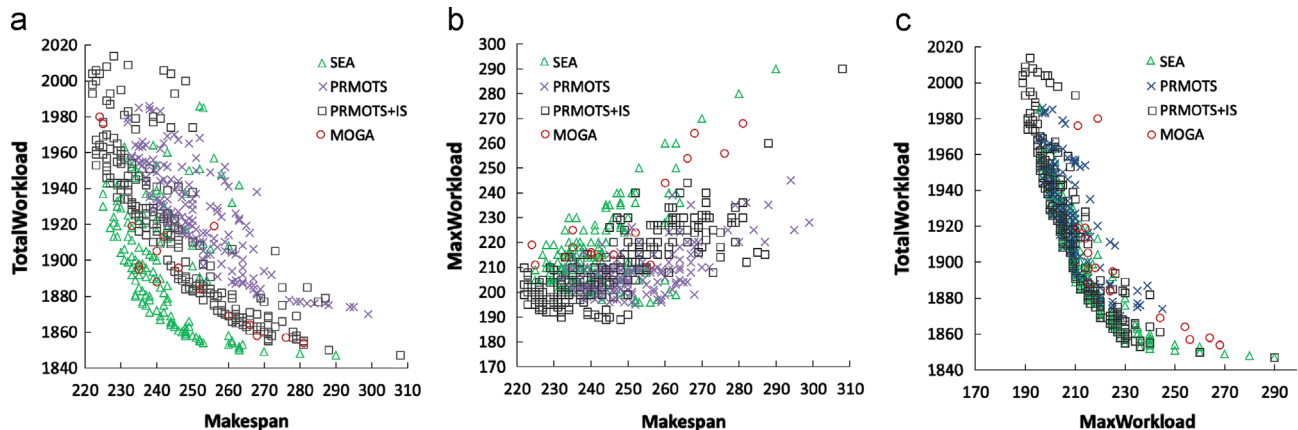 a
TotalWorkload
2020
2000
1980
1960
1940
1920
1900
1880
1860
1840
220 230 240 250 260 270 280 290 300 310
Makespan
SEA
PRMOTS
PRMOTS+IS
MOGA
b
MaxWorkload
300
290
280
270
260
250
240
230
220
210
200
190
180
170
220 230 240 250 260 270 280 290 300 310
Makespan
SEA
PRMOTS
PRMOTS+IS
MOGA
c
TotalWorkload
2020
2000
1980
1960
1940
1920
1900
1880
1860
1840
170 190 210 230 250 270 290
MaxWorkload
SEA
PRMOTS
PRMOTS+IS
MOGA